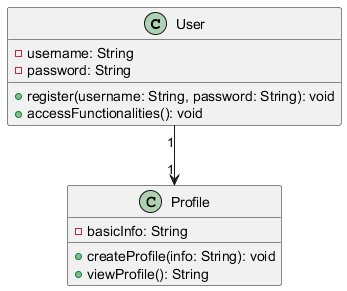 C User
username: String
password: String
register(username: String, password: String): void
accessFunctionalities(): void
1
1
C Profile
basicInfo: String
createProfile(info: String): void
viewProfile(): String